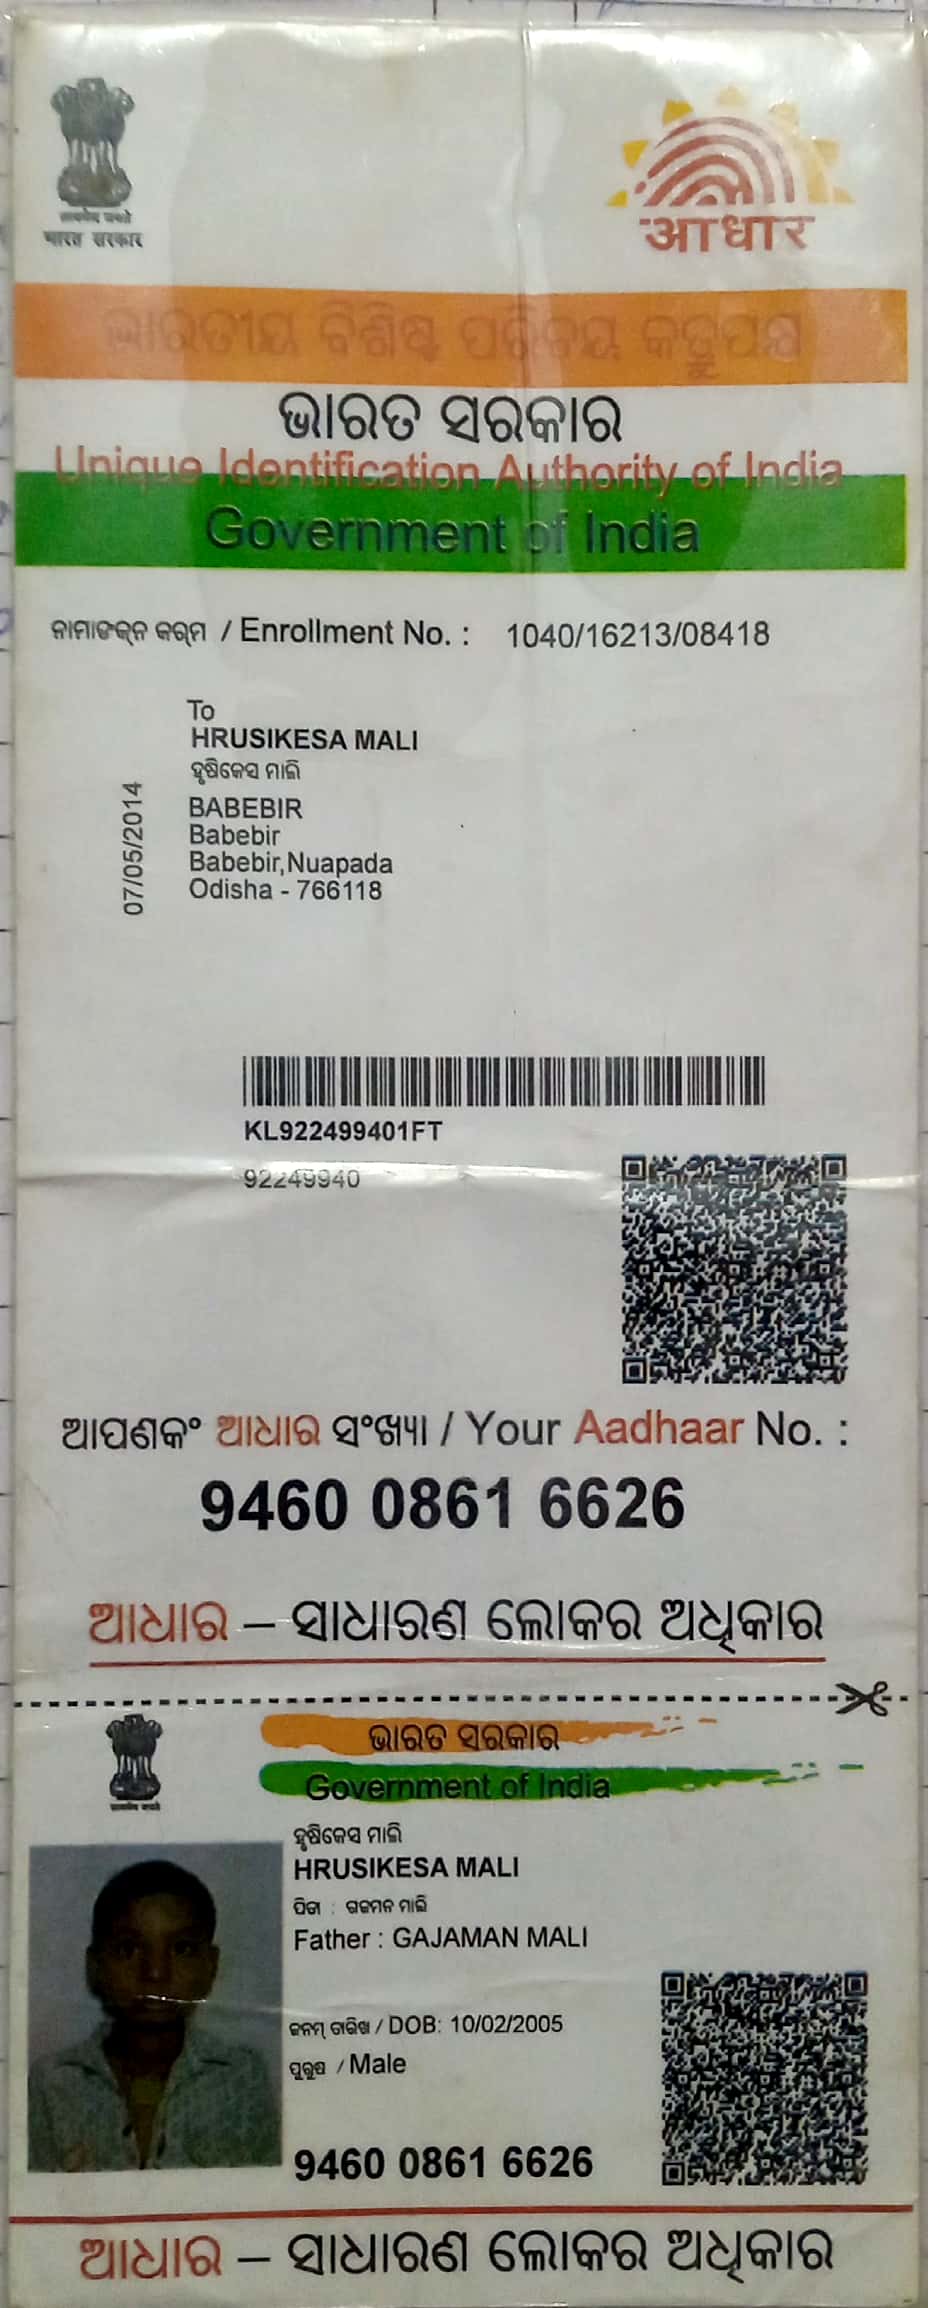 भारत सरकार
आधार
ଭାରତୀୟ ବିଶିଷ୍ଟ ପରିଚୟ
ଭାରତ ସରକାର
Unique Identification Authority of India
Government of India
ନାମାଙ୍କନ କ୍ରମ / Enrollment No. : 1040/16213/08418
To
HRUSIKESA MALI
ହୃଷିକେସ ମାଲି
07/05/2014
BABEBIR
Babebir
Babebir,Nuapada
Odisha - 766118
KL922499401FT
92249940
ଆପଣଙ୍କ ଆଧାର ସଂଖ୍ୟା / Your Aadhaar No. :
9460 0861 6626
ଆଧାର – ସାଧାରଣ ଲୋକର ଅଧିକାର
ଭାରତ ସରକାର
Government of India
ହୃଷିକେସ ମାଲି
HRUSIKESA MALI
ପିତା : ଗଜମନ ମାଲି
Father : GAJAMAN MALI
ଜନ୍ମ ତାରିଖ / DOB: 10/02/2005
ପୁରୁଷ / Male
9460 0861 6626
ଆଧାର – ସାଧାରଣ ଲୋକର ଅଧିକାର